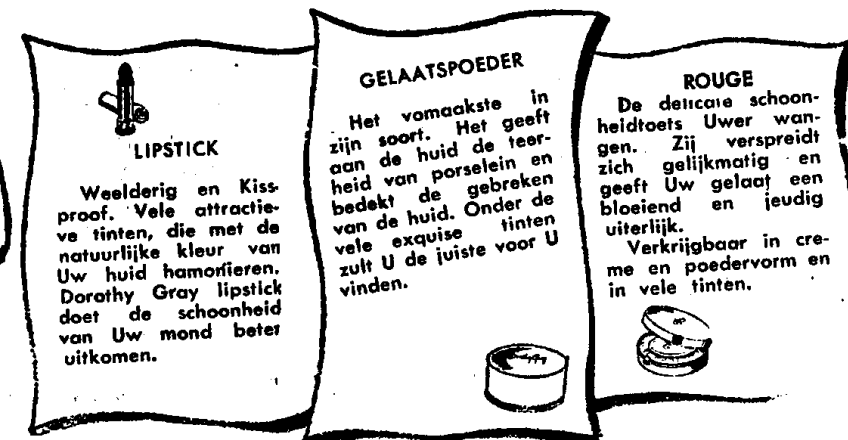 LIPSTICK
Weelderig en Kiss-
proof. Vele attractie-
ve tinten, die met de
natuurlijke kleur van
Uw huid hamoriieren.
Dorothy Gray lipstick
doet de schoonheid
van Uw mond beter
uitkomen.
GELAATSPOEDER
Het vomaakste in
zijn soort. Het geeft
aan de huid de teer-
heid van porselein en
bedekt de gebreken
van de huid. Onder de
vele exquise tinten
zult U de juiste voor U
vinden.
ROUGE
De delicate schoon-
heidtoets Uwer wan-
gen. Zij verspreidt
zich gelijkmatig en
geeft Uw gelaat een
bloeiend en jeudig
uiterlijk.
Verkrijgbaar in cre-
me en poedervorm en
in vele tinten.